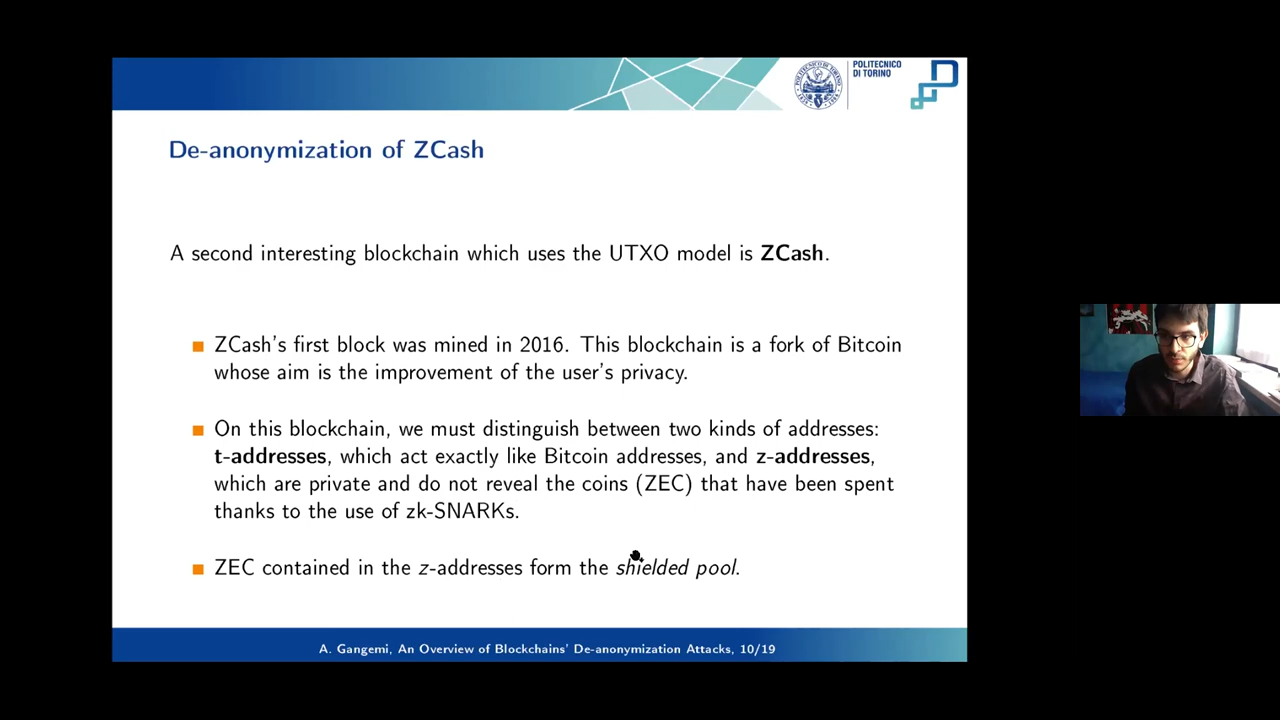 POLITECNICO
DI TORINO
De-anonymization of ZCash
A second interesting blockchain which uses the UTXO model is ZCash.
ZCash's first block was mined in 2016. This blockchain is a fork of Bitcoin
whose aim is the improvement of the user's privacy.
On this blockchain, we must distinguish between two kinds of addresses:
t-addresses, which act exactly like Bitcoin addresses, and z-addresses,
which are private and do not reveal the coins (ZEC) that have been spent
thanks to the use of zk-SNARKs.
ZEC contained in the z-addresses form the shielded pool.
A. Gangemi, An Overview of Blockchains' De-anonymization Attacks, 10/19